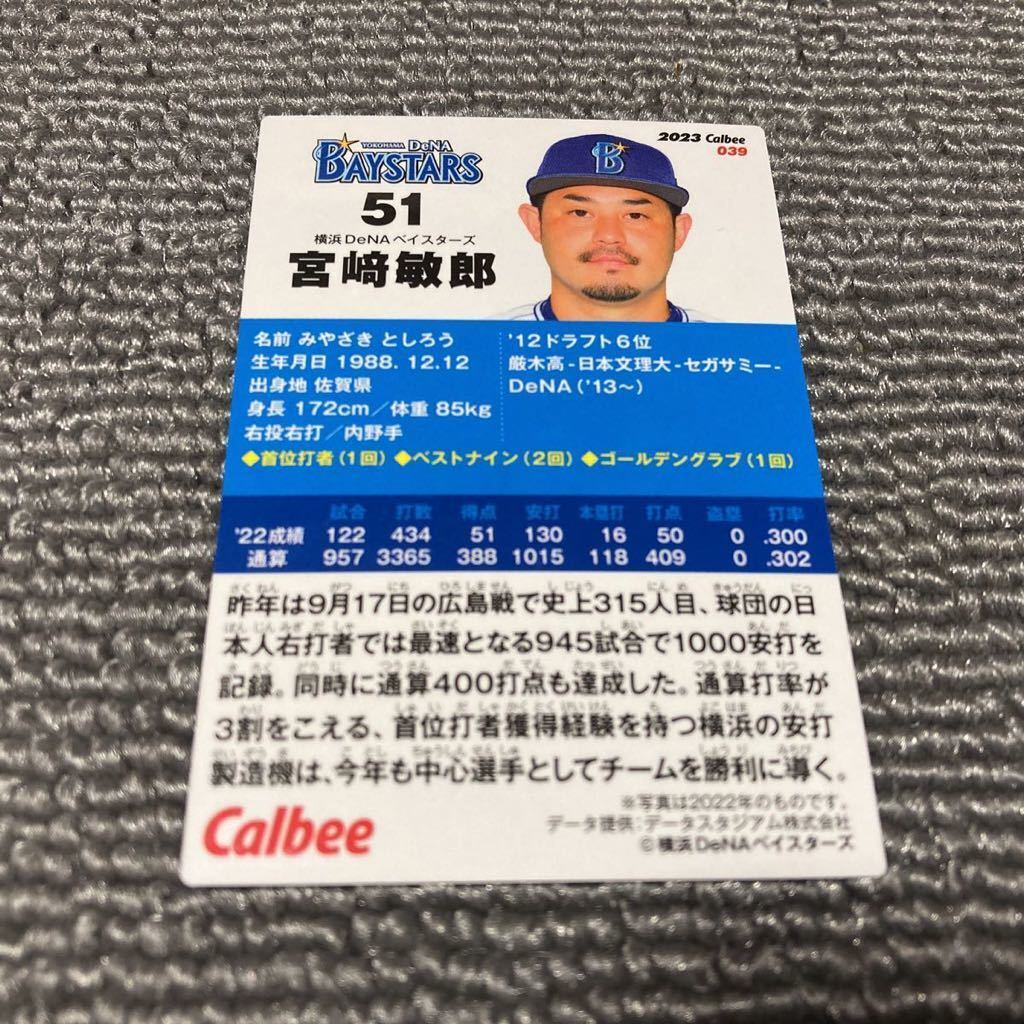 YOKOHAMA DeNA
BAYSTARS
51
横浜DeNAベイスターズ
宮﨑敏郎
2023 Calbee
039
B
名前 みやざき としろう
生年月日 1988. 12.12
出身地 佐賀県
身長 172cm／体重 85kg
右投右打／内野手
'12ドラフト6位
厳木高-日本文理大-セガサミー-
DeNA('13～)
◆首位打者(1回) ◆ベストナイン(2回) ◆ゴールデングラブ(1回)
試合 打数 得点 安打 本塁打 打点 盗塁 打率
'22成績 122 434 51 130 16 50 0 .300
通算 957 3365 388 1015 118 409 0 .302
昨年は9月17日の広島戦で史上315人目、球団の日
本人右打者では最速となる945試合で1000安打を
記録。同時に通算400打点も達成した。通算打率が
3割をこえる、首位打者獲得経験を持つ横浜の安打
製造機は、今年も中心選手としてチームを勝利に導く。
※写真は2022年のものです。
データ提供:データスタジアム株式会社
©横浜DeNAベイスターズ
Calbee